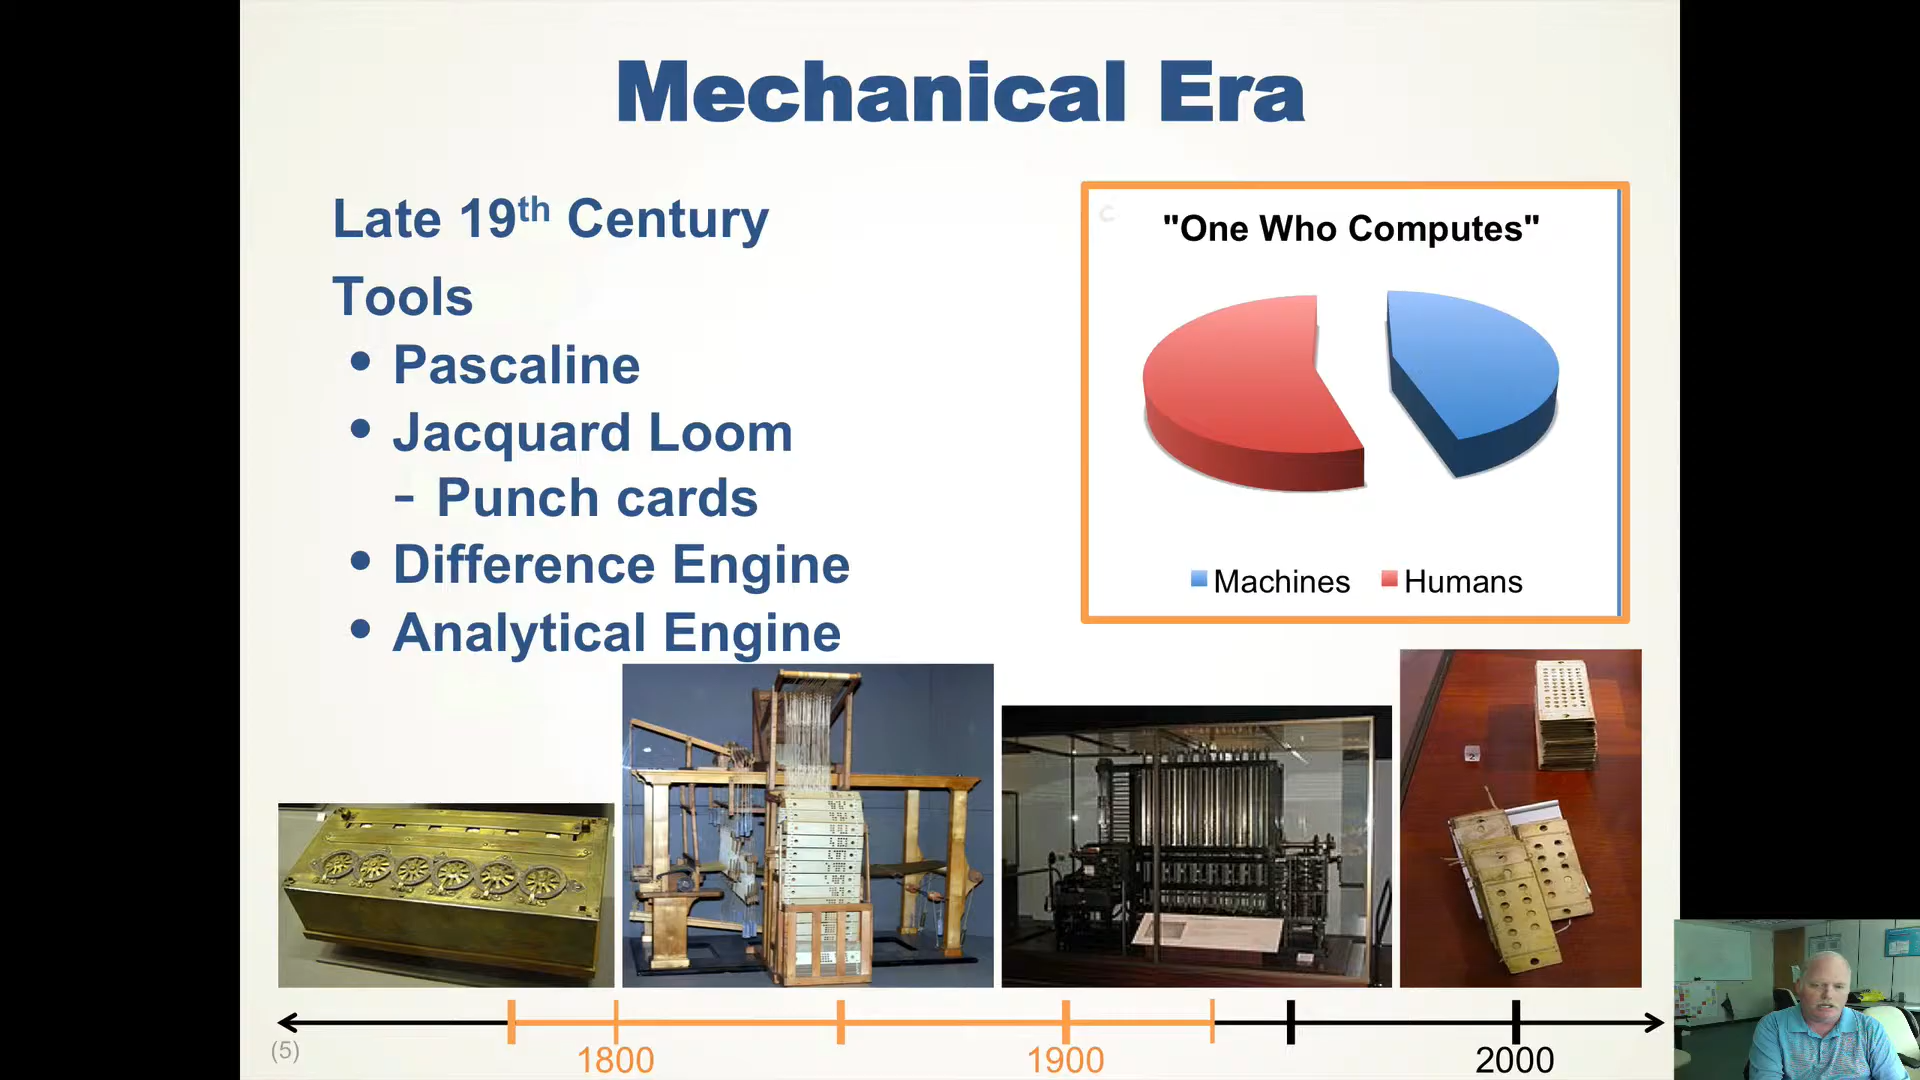 Mechanical Era
Late 19th Century
Tools
• Pascaline
• Jacquard Loom
- Punch cards
• Difference Engine
• Analytical Engine
"One Who Computes"
Machines Humans
(5)
1800 1900 2000